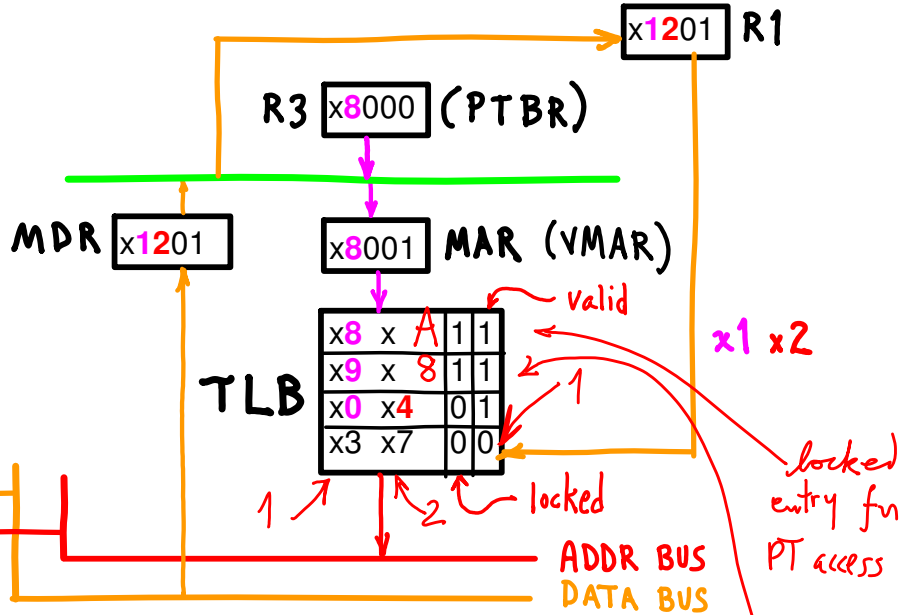 x1201 R1
R3 x8000 (PTBR)
MDR x1201
x8001 MAR (VMAR)
valid
TLB
x8 x A 1 1
x9 x 8 1 1
x0 x4 0 1
x3 x7 0 0
1
x1 x2
1
2
locked
locked
entry for
PT access
ADDR BUS
DATA BUS